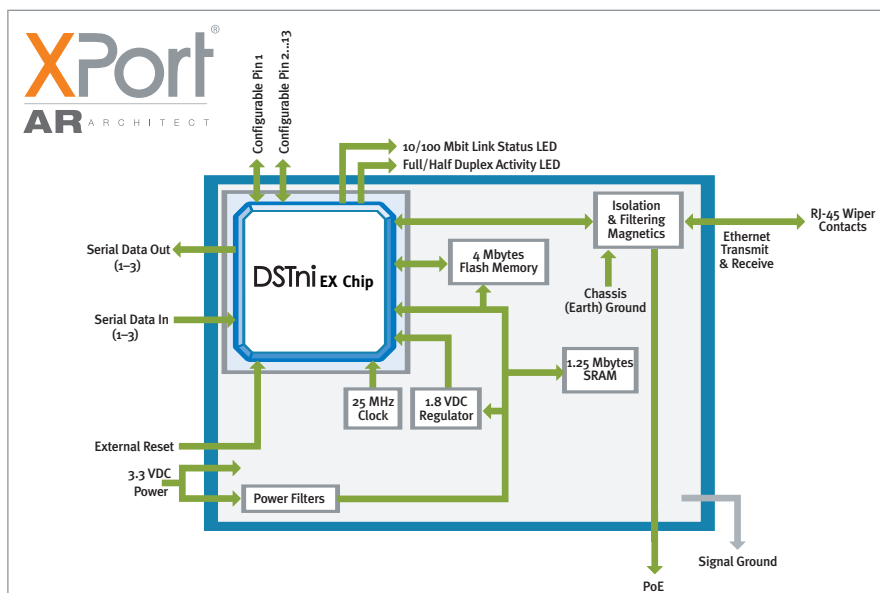 XPort®
AR ARCHITECT
Configurable Pin 1
Configurable Pin 2...13
10/100 Mbit Link Status LED
Full/Half Duplex Activity LED
Isolation
& Filtering
Magnetics
RJ-45 Wiper
Contacts
Ethernet
Transmit
& Receive
Serial Data Out
(1–3)
DSTni EX Chip
4 Mbytes
Flash Memory
Chassis
(Earth) Ground
Serial Data In
(1–3)
1.25 Mbytes
SRAM
25 MHz
Clock
1.8 VDC
Regulator
External Reset
3.3 VDC
Power
Power Filters
Signal Ground
PoE